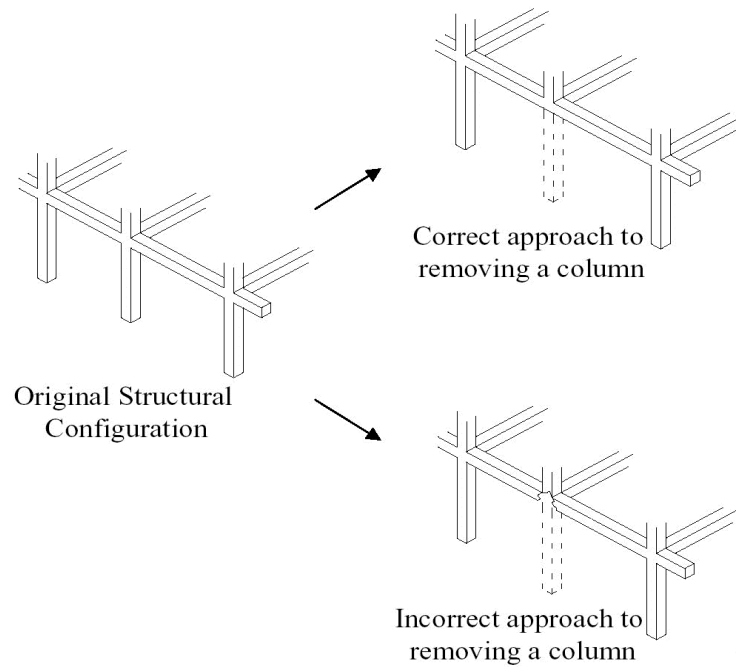 Correct approach to
removing a column
Original Structural
Configuration
Incorrect approach to
removing a column